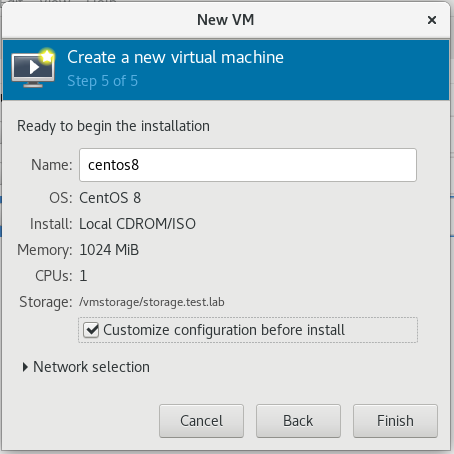 New VM
Create a new virtual machine
Step 5 of 5
Ready to begin the installation
Name: centos8
OS: CentOS 8
Install: Local CDROM/ISO
Memory: 1024 MiB
CPUs: 1
Storage: /vmstorage/storage.test.lab
Customize configuration before install
Network selection
Cancel Back Finish